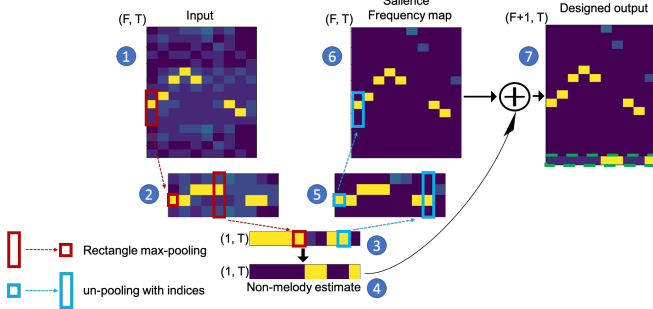 Input
Salience
Frequency map
Designed output
(F, T)
(F, T)
(F+1, T)
1
6
7
2
5
(1, T)
3
(1, T)
4
Non-melody estimate
Rectangle max-pooling
un-pooling with indices